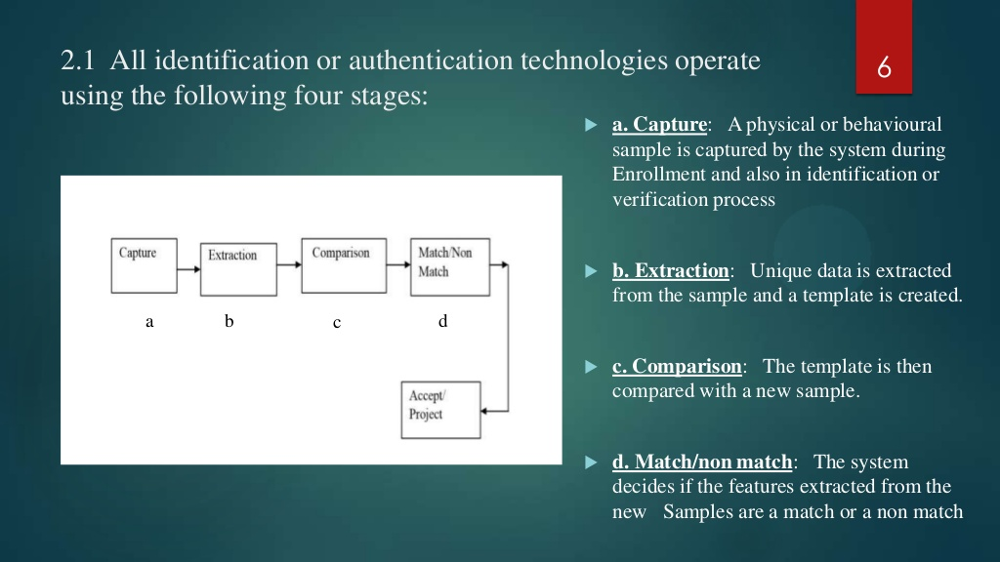 2.1  All identification or authentication technologies operate
using the following four stages:
6
Capture
Extraction
Comparison
Match/Non
Match
a
b
c
d
Accept/
Project
a. Capture:   A physical or behavioural
sample is captured by the system during
Enrollment and also in identification or
verification process
b. Extraction:   Unique data is extracted
from the sample and a template is created.
c. Comparison:   The template is then
compared with a new sample.
d. Match/non match:   The system
decides if the features extracted from the
new   Samples are a match or a non match